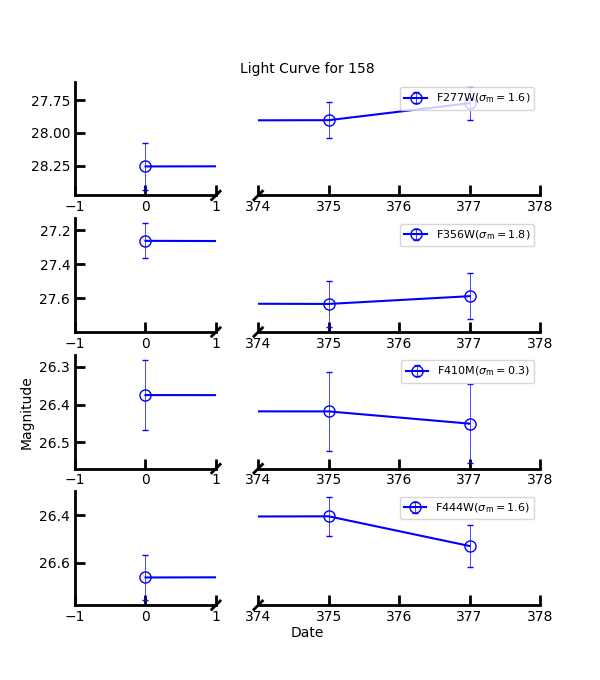 Light Curve for 158
27.75
28.00
28.25
F277W(σm = 1.6)
−1 0 1 374 375 376 377 378
27.2
27.4
27.6
F356W(σm = 1.8)
−1 0 1 374 375 376 377 378
26.3
26.4
26.5
F410M(σm = 0.3)
−1 0 1 374 375 376 377 378
Magnitude
26.4
26.6
F444W(σm = 1.6)
−1 0 1 374 375 376 377 378
Date